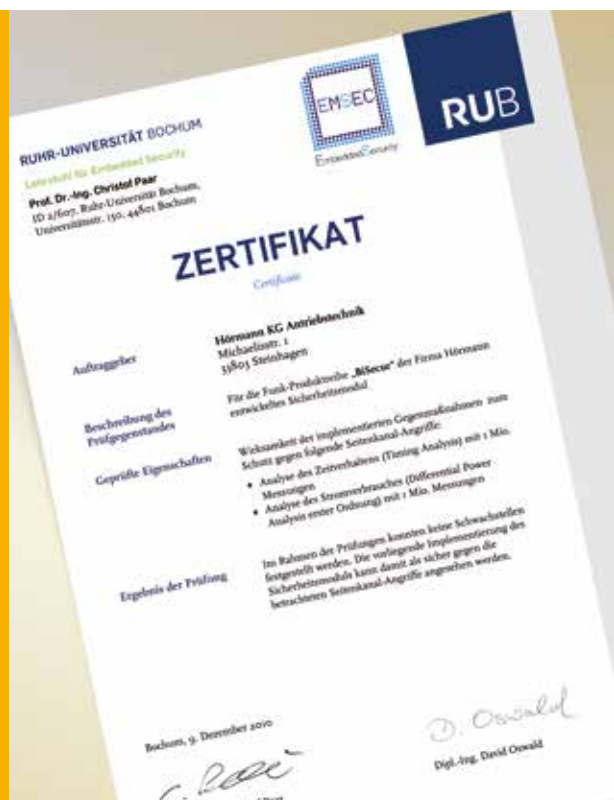 RUHR-UNIVERSITÄT BOCHUM
Lehrstuhl für Embedded Security
Prof. Dr.-Ing. Christof Paar
ID 2/607, Ruhr-Universität Bochum,
Universitätsstr. 150, 44801 Bochum
EMSEC
EmbeddedSecurity
RUB
ZERTIFIKAT
Certificate
Auftraggeber
Hörmann KG Antriebstechnik
Michaelisstr. 1
33803 Steinhagen
Beschreibung des
Prüfgegenstandes
Für die Funk-Produktreihe „BiSecur“ der Firma Hörmann
entwickeltes Sicherheitsmodul
Geprüfte Eigenschaften
Wirksamkeit der implementierten Gegenmaßnahmen zum
Schutz gegen folgende Seitenkanal-Angriffe:
• Analyse des Zeitverhaltens (Timing Analysis) mit 1 Mio.
Messungen
• Analyse des Stromverbrauches (Differential Power
Analysis erster Ordnung) mit 1 Mio. Messungen
Ergebnis der Prüfung
Im Rahmen der Prüfungen konnten keine Schwachstellen
festgestellt werden. Die vorliegende Implementierung des
Sicherheitsmoduls kann damit als sicher gegen die
betrachteten Seitenkanal-Angriffe angesehen werden.
Bochum, 9. Dezember 2010
D. Oswald
Dipl.-Ing. David Oswald